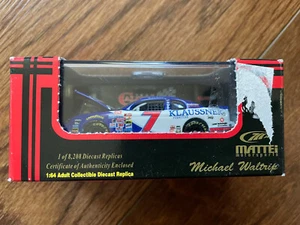 KLAUSSNER
7
MATTEI
1 of 8,208 Diecast Replicas
Certificate of Authenticity Enclosed
1:64 Adult Collectible Diecast Replica
Michael Waltrip